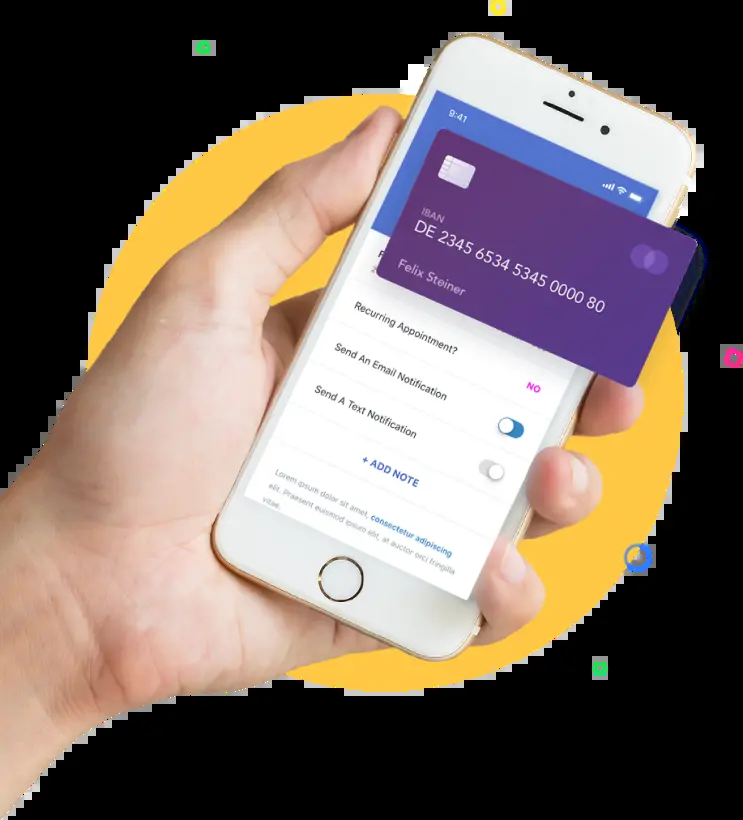 9:41
IBAN
DE 2345 6534 5345 0000 80
Felix Steiner
Recurring Appointment?
NO
Send An Email Notification
Send A Text Notification
+ ADD NOTE
Lorem ipsum dolor sit amet, consectetur adipiscing
elit. Praesent euismod ipsum elit, at auctor orci fringilla
vitae.